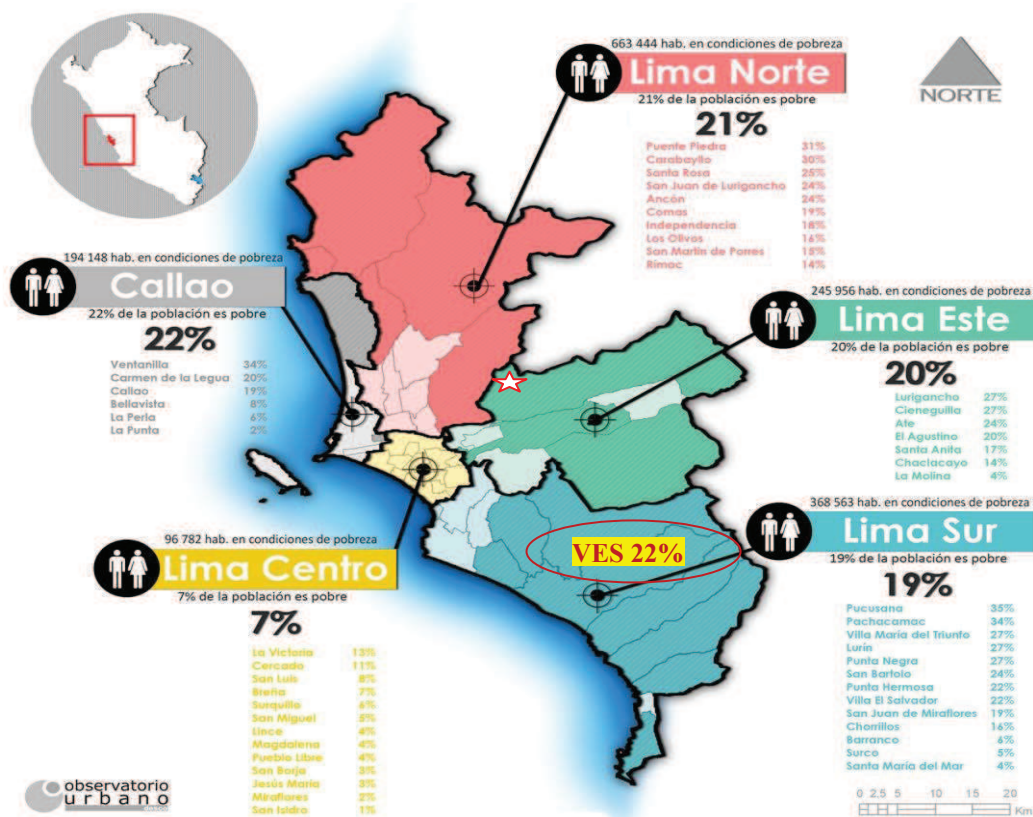 663 444 hab. en condiciones de pobreza
Lima Norte
21% de la población es pobre
21%
Puente Piedra 31%
Carabayllo 30%
Santa Rosa 25%
San Juan de Lurigancho 24%
Ancón 24%
Comas 19%
Independencia 18%
Los Olivos 16%
San Martín de Porres 15%
Rimac 14%
NORTE
194 148 hab. en condiciones de pobreza
Callao
22% de la población es pobre
22%
Ventanilla 34%
Carmen de la Legua 20%
Callao 19%
Bellavista 8%
La Perla 6%
La Punta 2%
245 956 hab. en condiciones de pobreza
Lima Este
20% de la población es pobre
20%
Lurigancho 27%
Cieneguilla 27%
Ate 24%
El Agustino 20%
Santa Anita 17%
Chaclacayo 14%
La Molina 4%
96 782 hab. en condiciones de pobreza
Lima Centro
7% de la población es pobre
7%
La Victoria 13%
Cercado 11%
San Luis 8%
Breña 7%
Surquillo 6%
San Miguel 5%
Lince 4%
Magdalena 4%
Pueblo Libre 4%
San Borja 3%
Jesús María 3%
Miraflores 2%
San Isidro 1%
VES 22%
368 563 hab. en condiciones de pobreza
Lima Sur
19% de la población es pobre
19%
Pucusana 35%
Pachacamac 34%
Villa María del Triunfo 27%
Lurín 27%
Punta Negra 27%
San Bartolo 24%
Punta Hermosa 22%
Villa El Salvador 22%
San Juan de Miraflores 19%
Chorrillos 16%
Barranco 6%
Surco 5%
Santa María del Mar 4%
observatorio
urbano
0 2,5 5 10 15 20
Km